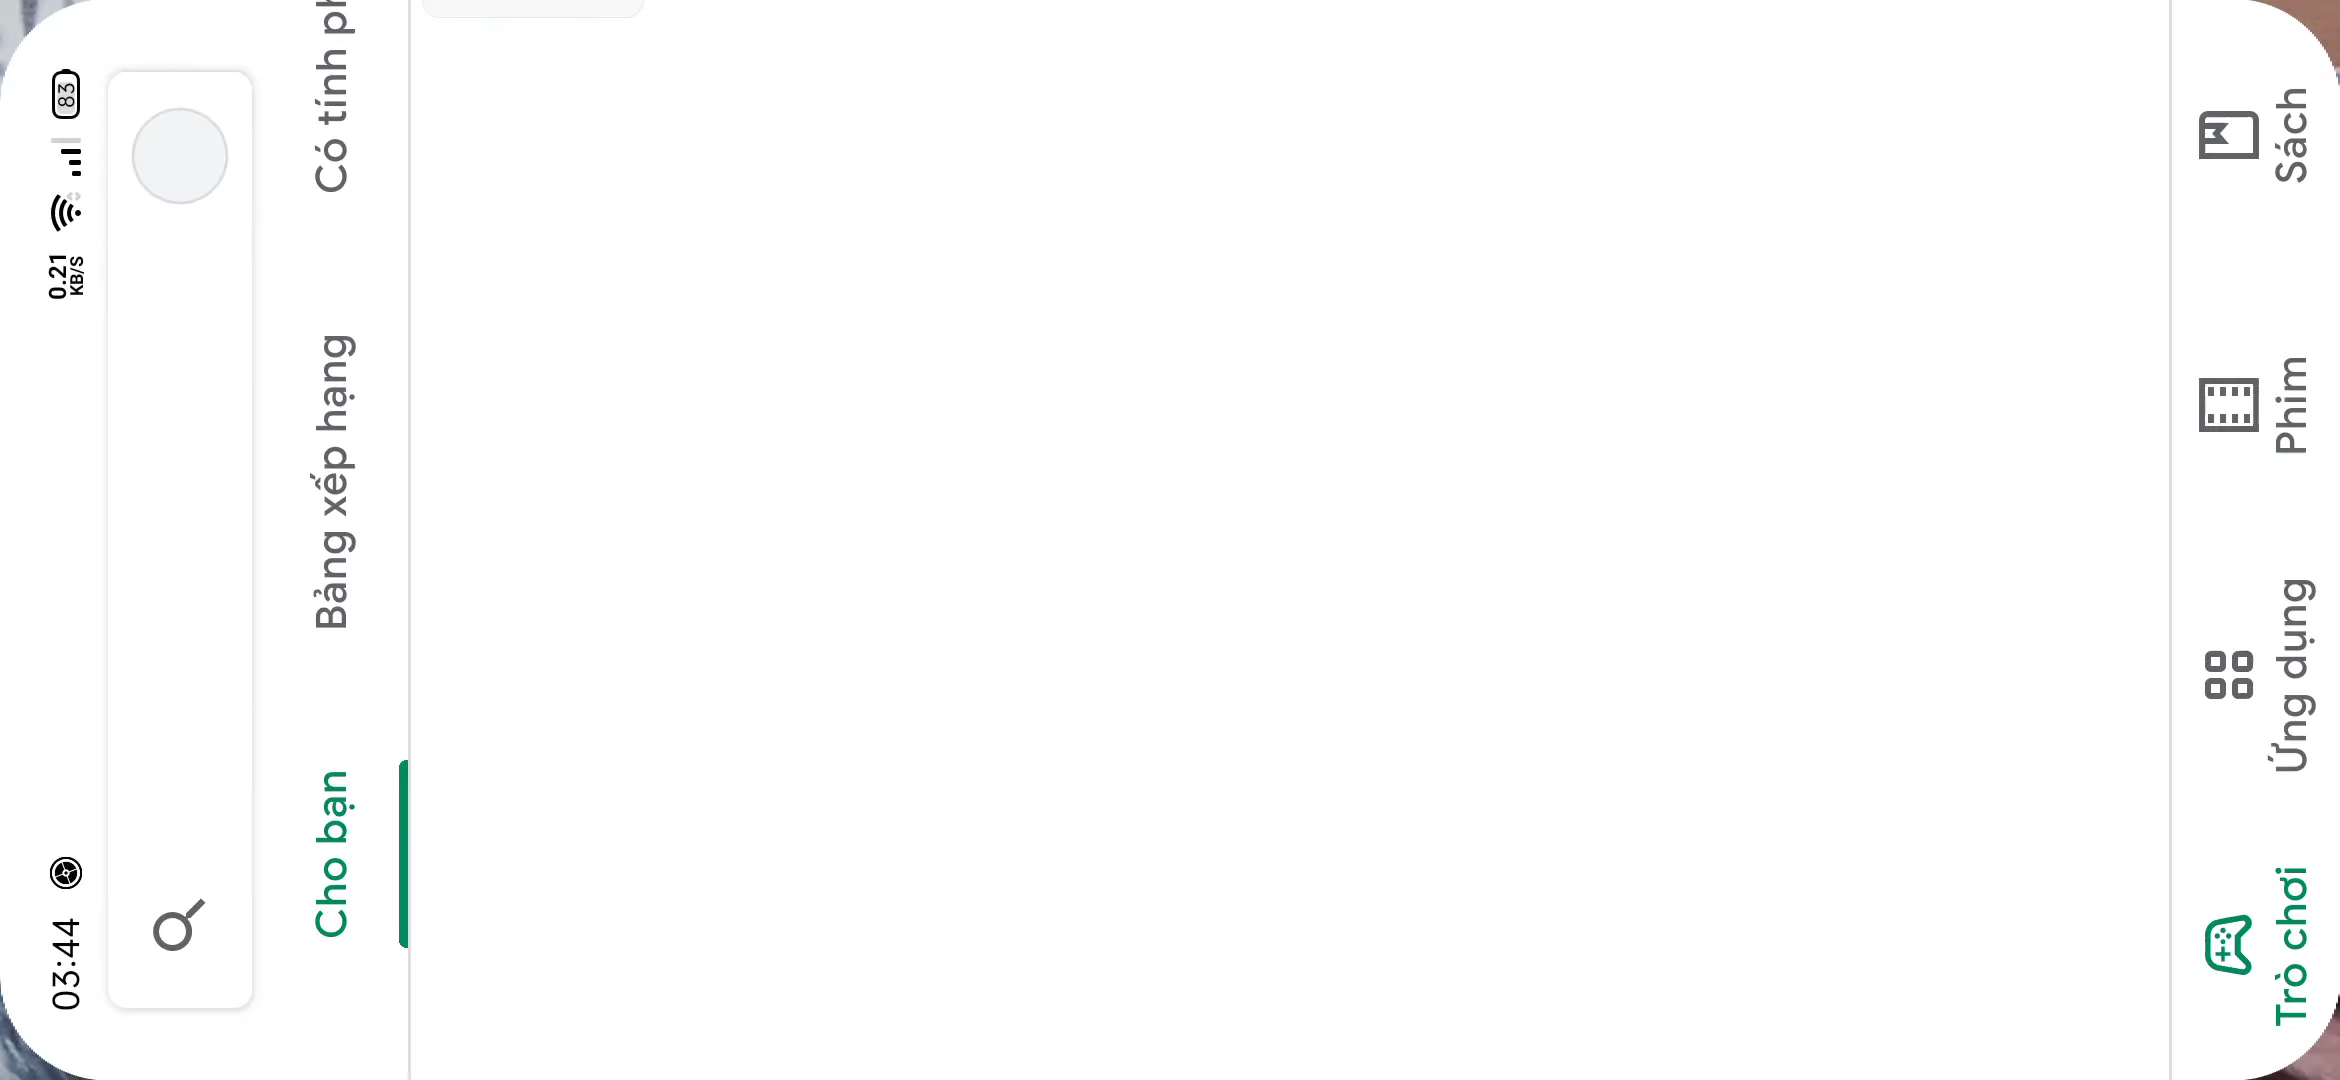 03:44
0.21
KB/S
83
Cho bạn
Bảng xếp hạng
Có tính
Trò chơi
Ứng dụng
Phim
Sách